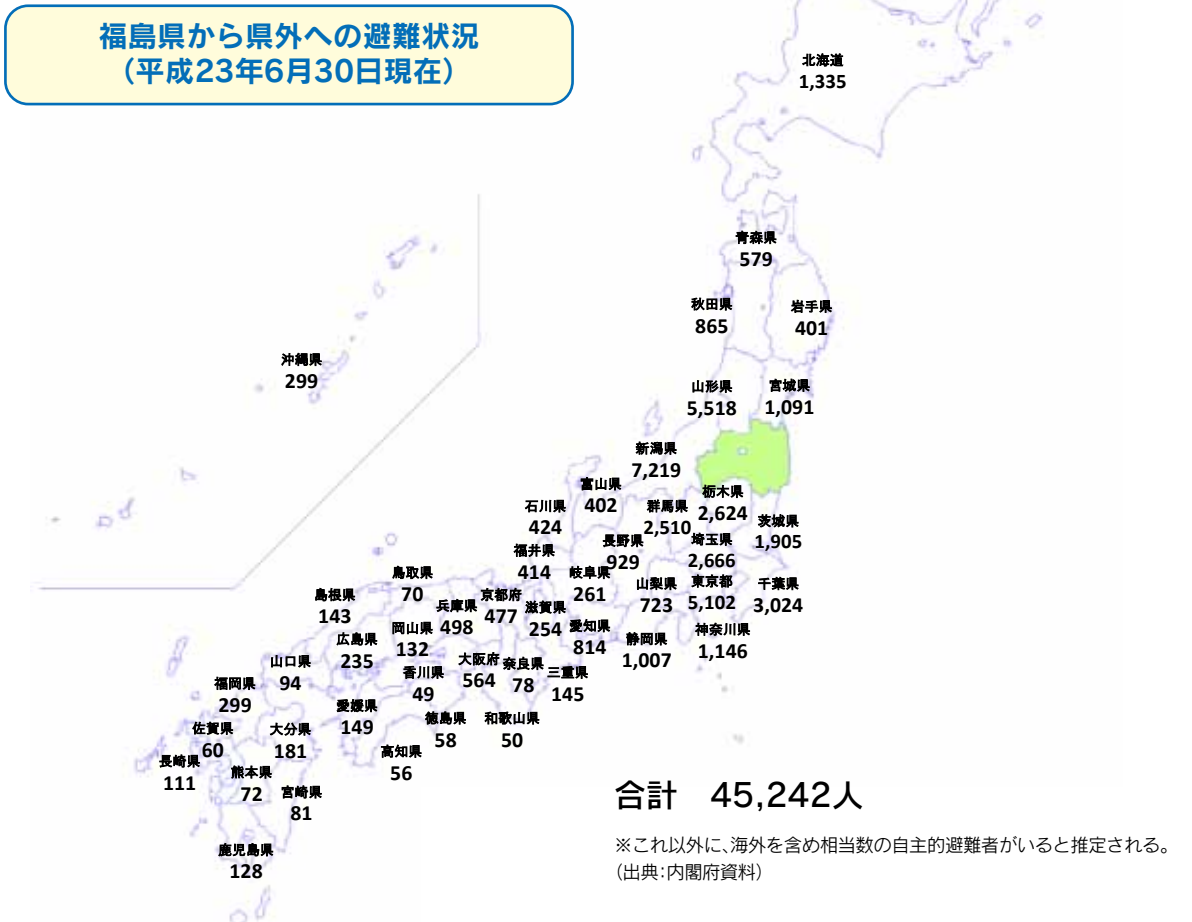 福島県から県外への避難状況
（平成23年6月30日現在）
北海道
1,335
青森県
579
秋田県
865
岩手県
401
沖縄県
299
山形県
5,518
宮城県
1,091
新潟県
7,219
富山県
402
石川県
424
群馬県
2,510
栃木県
2,624
茨城県
1,905
福井県
414
長野県
929
埼玉県
2,666
鳥取県
70
岐阜県
261
山梨県
723
東京都
5,102
千葉県
3,024
島根県
143
兵庫県
498
京都府
477
滋賀県
254
広島県
235
岡山県
132
愛知県
814
静岡県
1,007
神奈川県
1,146
山口県
94
香川県
49
大阪府
564
奈良県
78
三重県
145
福岡県
299
愛媛県
149
徳島県
58
和歌山県
50
佐賀県
60
大分県
181
高知県
56
長崎県
111
熊本県
72
宮崎県
81
鹿児島県
128
合計　45,242人
※これ以外に、海外を含め相当数の自主的避難者がいると推定される。
（出典:内閣府資料）